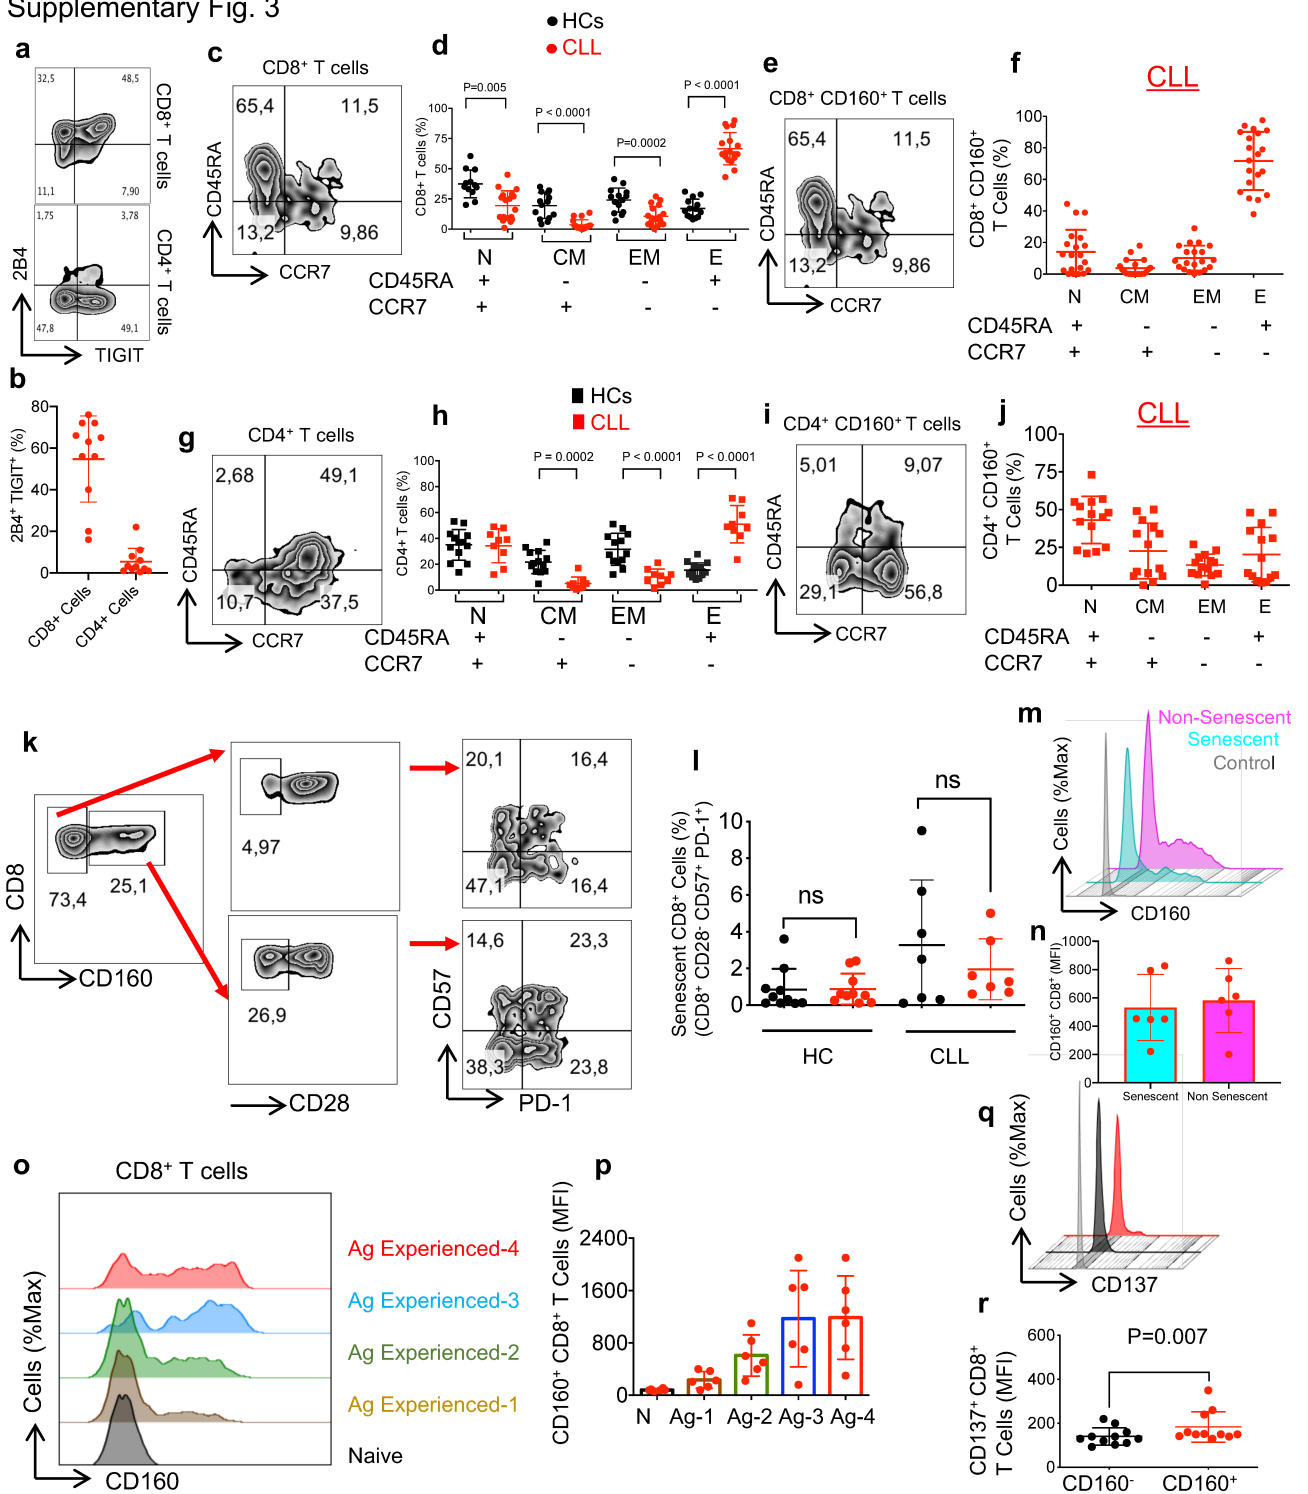 Supplementary Fig. 3
a
32,5
48,5
11,1
7,90
CD8+ T cells
1,75
3,78
47,8
49,1
CD4+ T cells
2B4
TIGIT
b
2B4+ TIGIT+ (%)
80
60
40
20
0
CD8+ Cells
CD4+ Cells
c
CD8+ T cells
65,4
11,5
13,2
9,86
CD45RA
CCR7
d
HCs
CLL
P=0.005
P < 0.0001
P=0.0002
P < 0.0001
CD8+ T cells (%)
100
75
50
25
0
N
CM
EM
E
CD45RA
+
-
-
+
CCR7
+
+
-
-
e
CD8+ CD160+ T cells
65,4
11,5
13,2
9,86
CD45RA
CCR7
f
CLL
CD8+ CD160+
T Cells (%)
100
80
60
40
20
0
N
CM
EM
E
CD45RA
+
-
-
+
CCR7
+
+
-
-
g
CD4+ T cells
2,68
49,1
10,7
37,5
CD45RA
CCR7
h
HCs
CLL
P = 0.0002
P < 0.0001
P < 0.0001
CD4+ T cells (%)
100
80
60
40
20
0
N
CM
EM
E
CD45RA
+
-
-
+
CCR7
+
+
-
-
i
CD4+ CD160+ T cells
5,01
9,07
29,1
56,8
CD45RA
CCR7
j
CLL
CD4+ CD160+
T Cells (%)
100
75
50
25
0
N
CM
EM
E
CD45RA
+
-
-
+
CCR7
+
+
-
-
k
73,4
25,1
CD8
CD160
4,97
26,9
CD28
20,1
16,4
47,1
16,4
14,6
23,3
38,3
23,8
CD57
PD-1
l
Senescent CD8+ Cells (%)
(CD8+ CD28- CD57+ PD-1+)
10
8
6
4
2
0
ns
ns
HC
CLL
m
Non-Senescent
Senescent
Control
Cells (%Max)
CD160
n
CD160+ CD8+ (MFI)
1000
800
600
400
200
0
Senescent
Non Senescent
o
CD8+ T cells
Ag Experienced-4
Ag Experienced-3
Ag Experienced-2
Ag Experienced-1
Naive
Cells (%Max)
CD160
p
CD160+ CD8+ T Cells (MFI)
2400
1600
800
0
N
Ag-1
Ag-2
Ag-3
Ag-4
q
Cells (%Max)
CD137
r
P=0.007
CD137+ CD8+
T Cells (MFI)
600
400
200
0
CD160-
CD160+